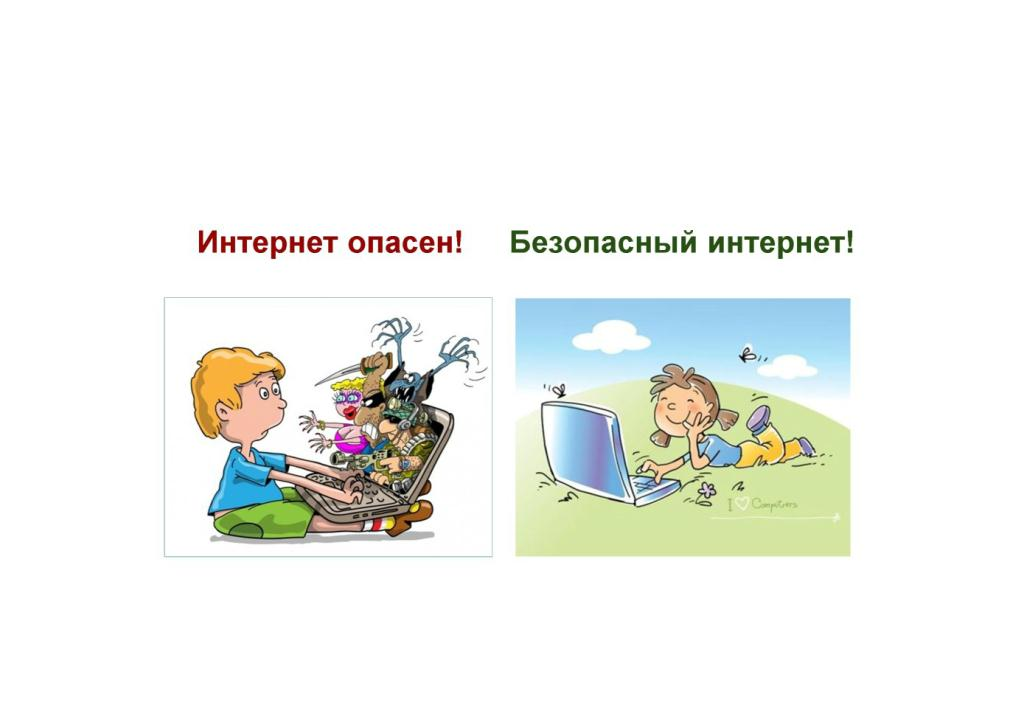 Интернет опасен!
Безопасный интернет!
I Computers